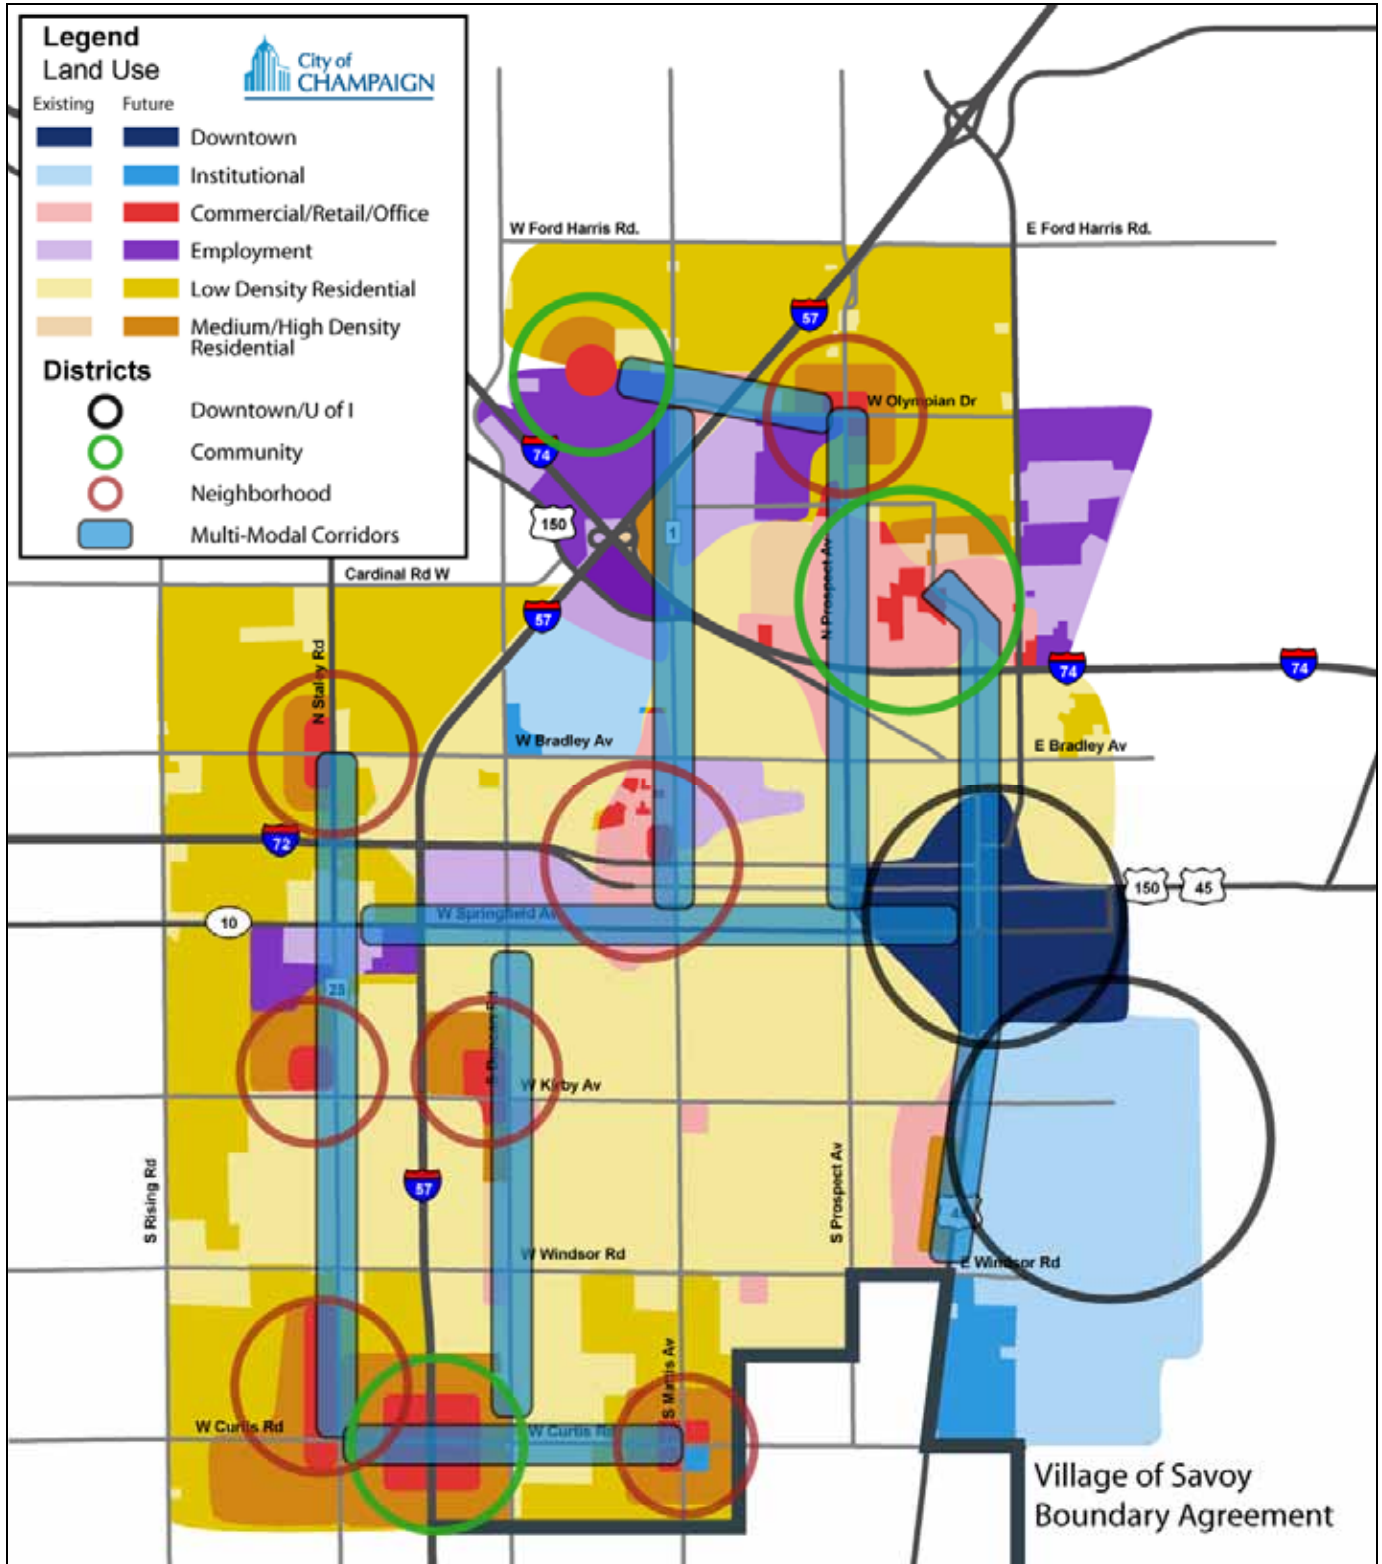 Legend
Land Use
City of
CHAMPAIGN
Existing Future
Downtown
Institutional
Commercial/Retail/Office
Employment
Low Density Residential
Medium/High Density
Residential
Districts
Downtown/U of I
Community
Neighborhood
Multi-Modal Corridors
W Ford Harris Rd.
E Ford Harris Rd.
57
W Olympian Dr
74
150
1
N Prospect Av
Cardinal Rd W
57
N Staley Rd
74
74
W Bradley Av
E Bradley Av
72
150
45
10
W Springfield Av
28
S Duncan Rd
W Kirby Av
S Rising Rd
57
S Prospect Av
45
W Windsor Rd
E Windsor Rd
S Mattis Av
W Curtis Rd
W Curtis Rd
Village of Savoy
Boundary Agreement